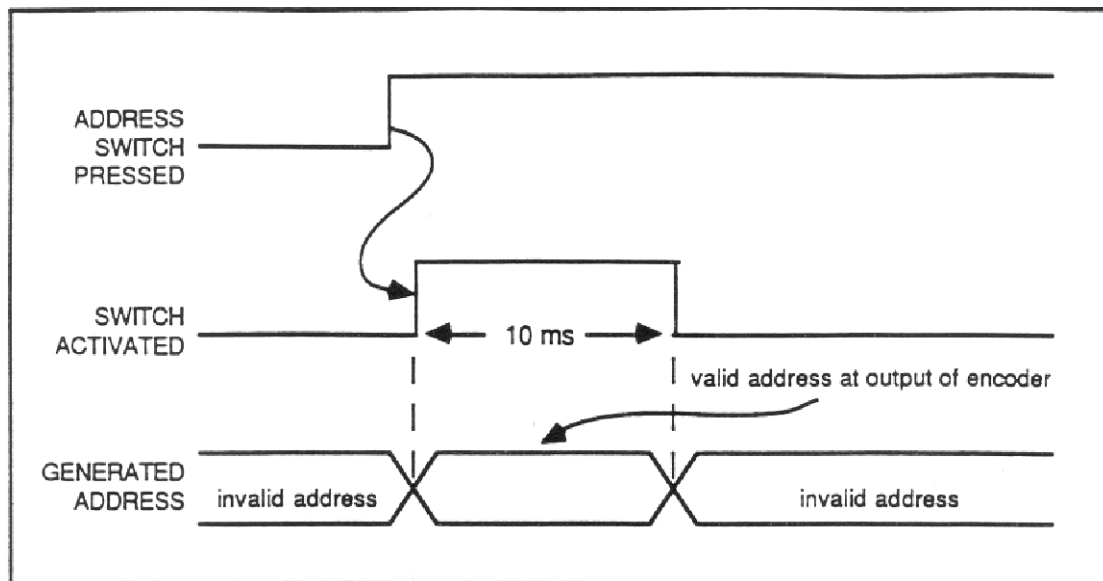 ADDRESS
SWITCH
PRESSED
SWITCH
ACTIVATED
10 ms
valid address at output of encoder
GENERATED
ADDRESS
invalid address
invalid address